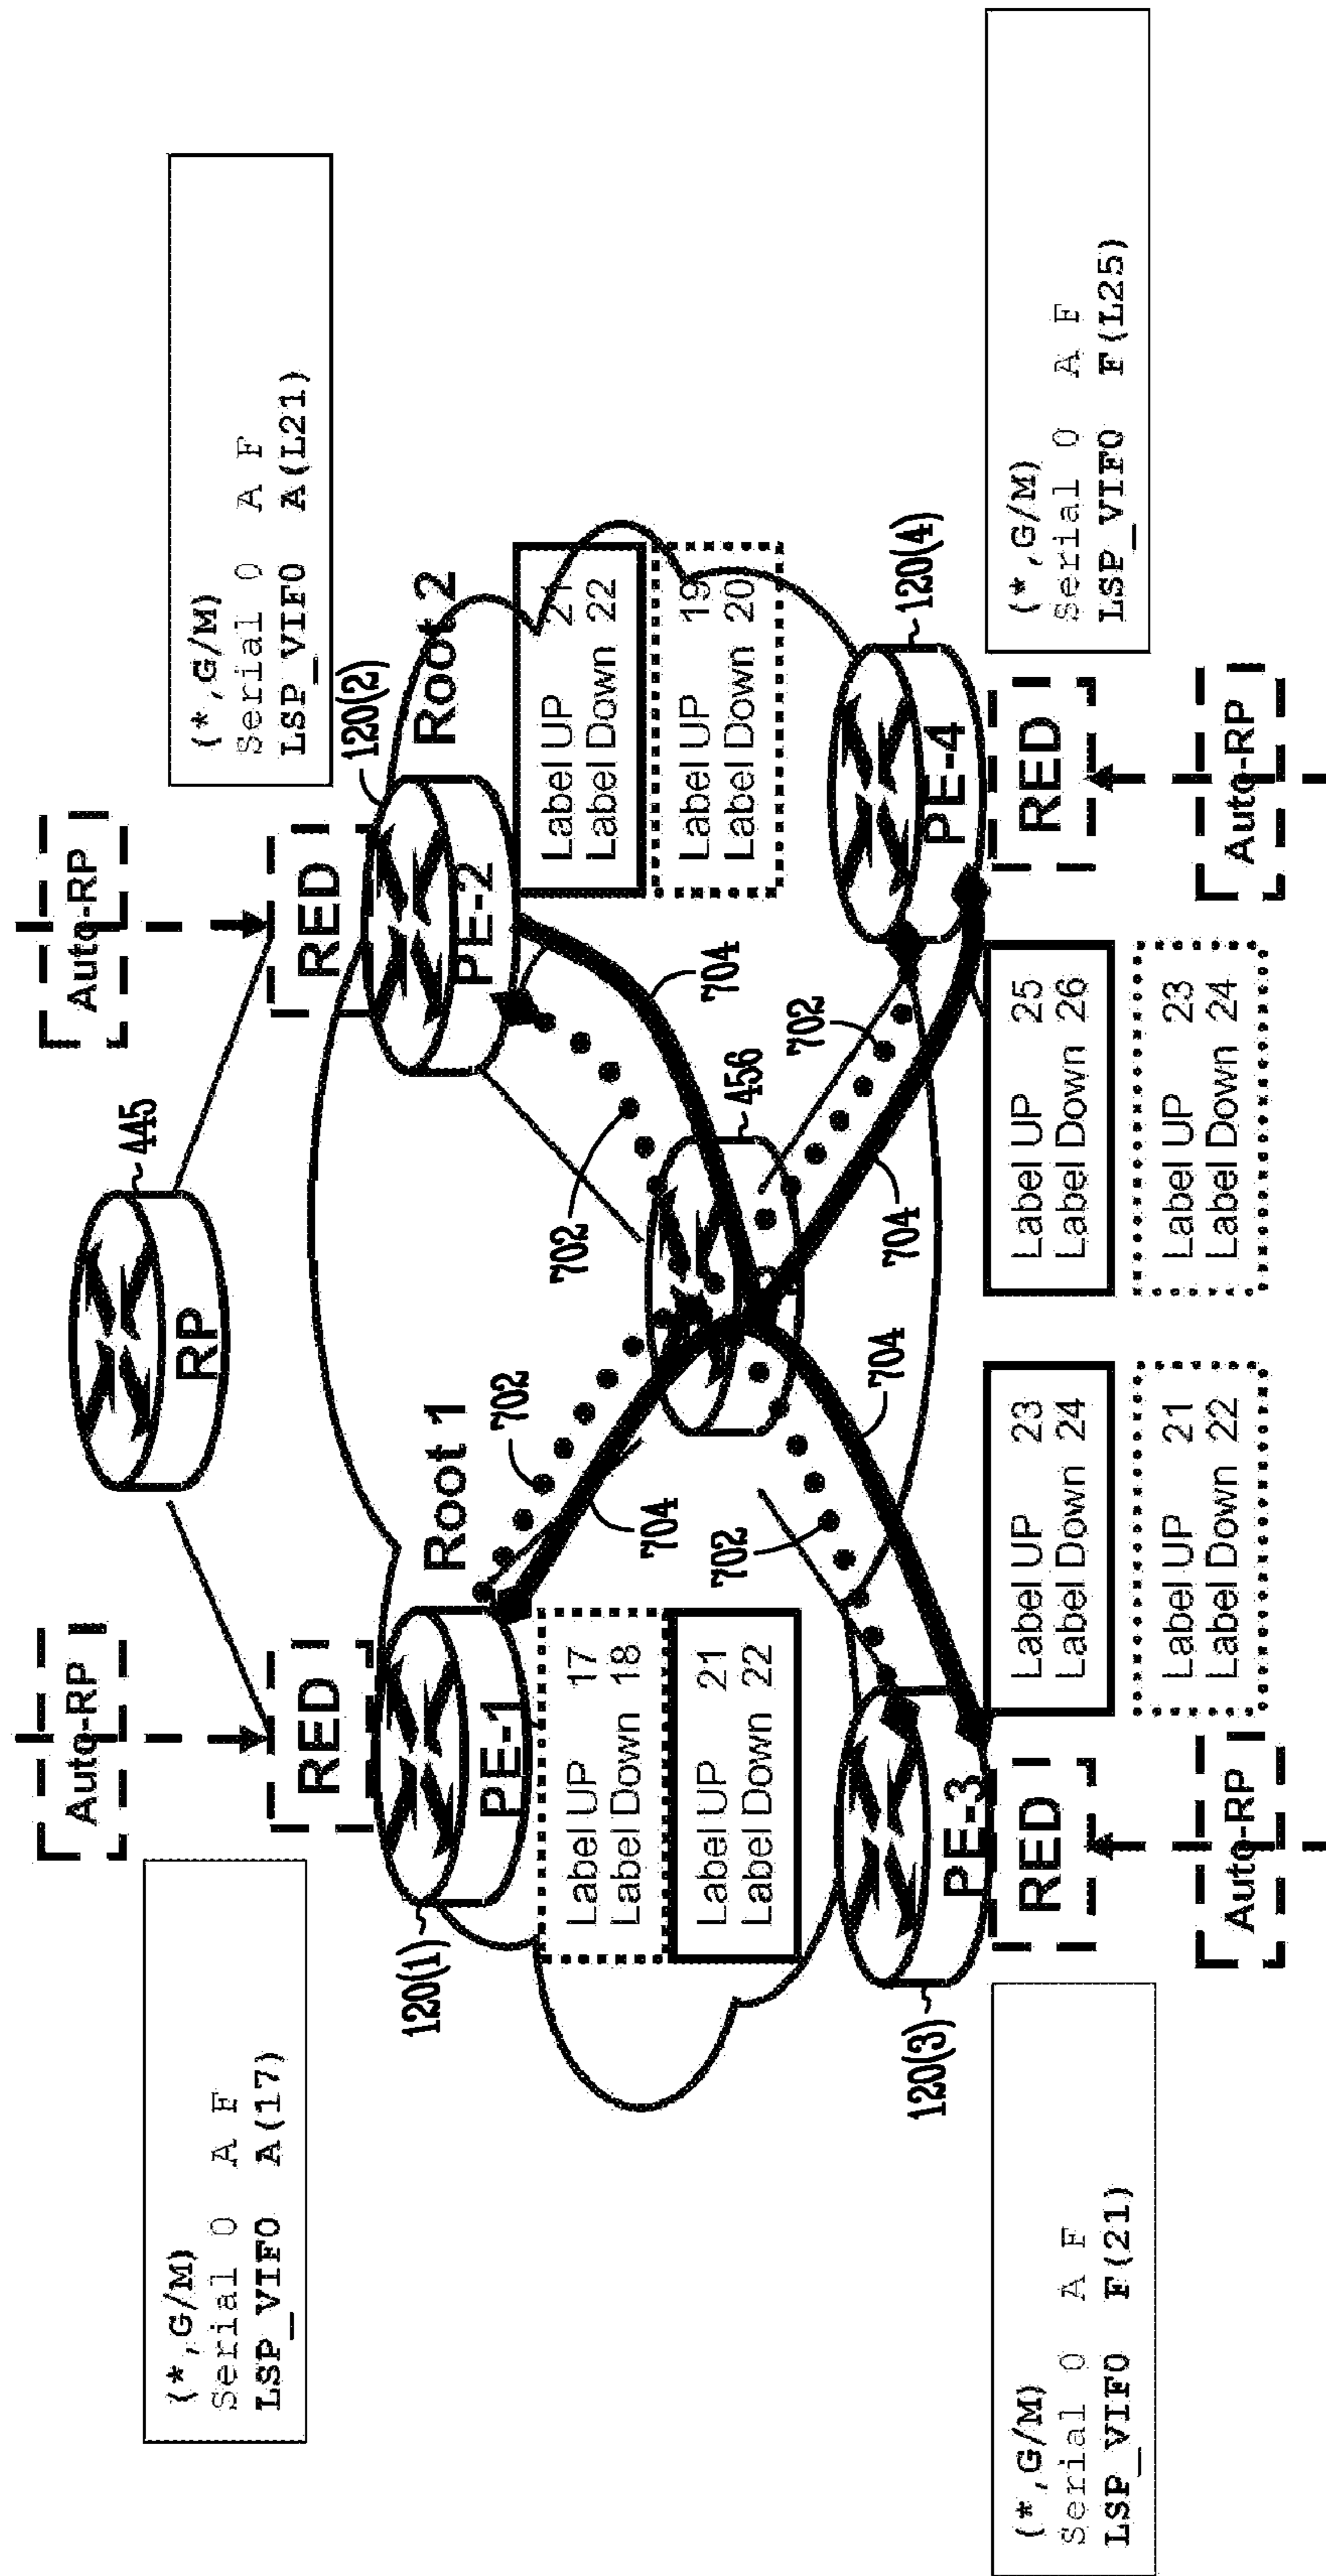 Auto-RP
Auto-RP
445
RP
(*,G/M)
Serial 0 A F
LSP_VIF0 A(17)
(*,G/M)
Serial 0 A F
LSP_VIF0 A(L21)
RED
RED
120(1)
PE-1
Root 1
PE-2
120(2)
Root 2
Label UP 17
Label Down 18
Label UP 21
Label Down 22
702
704
702
702
704
456
702
704
704
Label UP 21
Label Down 22
Label UP 19
Label Down 20
120(3)
PE-3
PE-4
120(4)
RED
RED
Label UP 23
Label Down 24
Label UP 21
Label Down 22
Label UP 25
Label Down 26
Label UP 23
Label Down 24
(*,G/M)
Serial 0 A F
LSP_VIF0 F(21)
(*,G/M)
Serial 0 A F
LSP_VIF0 F(L25)
Auto-RP
Auto-RP